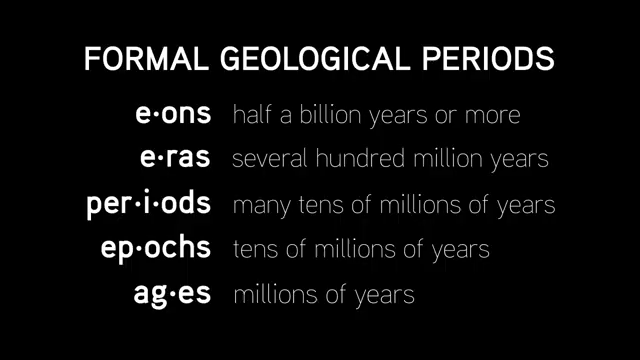 FORMAL GEOLOGICAL PERIODS
e·ons half a billion years or more
e·ras several hundred million years
per·i·ods many tens of millions of years
ep·ochs tens of millions of years
ag·es millions of years